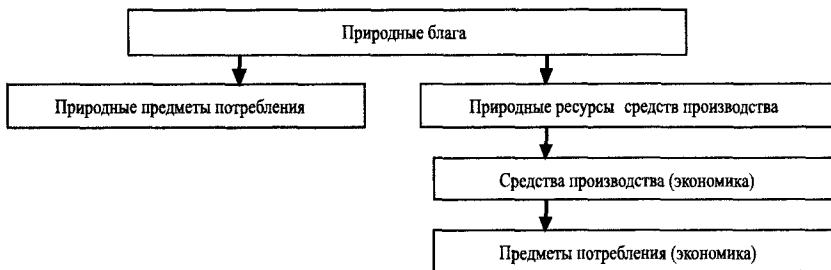 Природные блага
Природные предметы потребления
Природные ресурсы средств производства
Средства производства (экономика)
Предметы потребления (экономика)